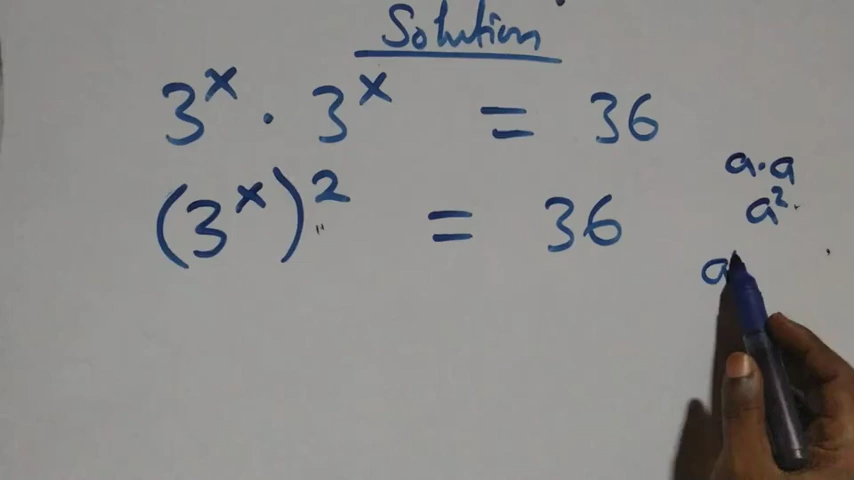 Solution
3^x · 3^x = 36
(3^x)^2 = 36
a·a
a^2.
a